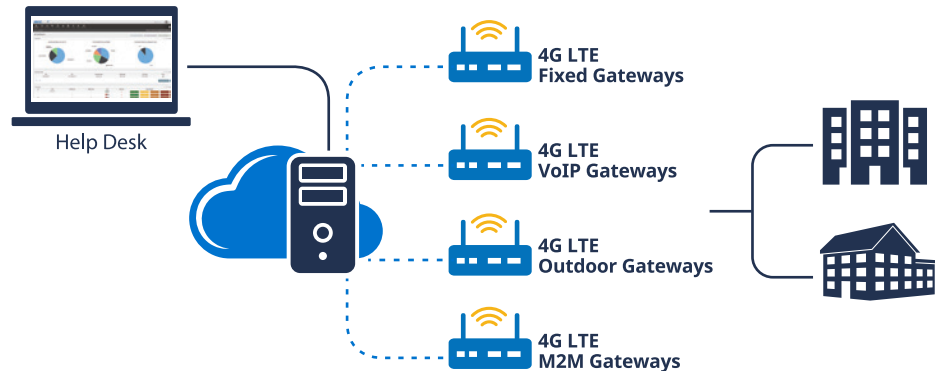 4G LTE
Fixed Gateways
Help Desk
4G LTE
VoIP Gateways
4G LTE
Outdoor Gateways
4G LTE
M2M Gateways